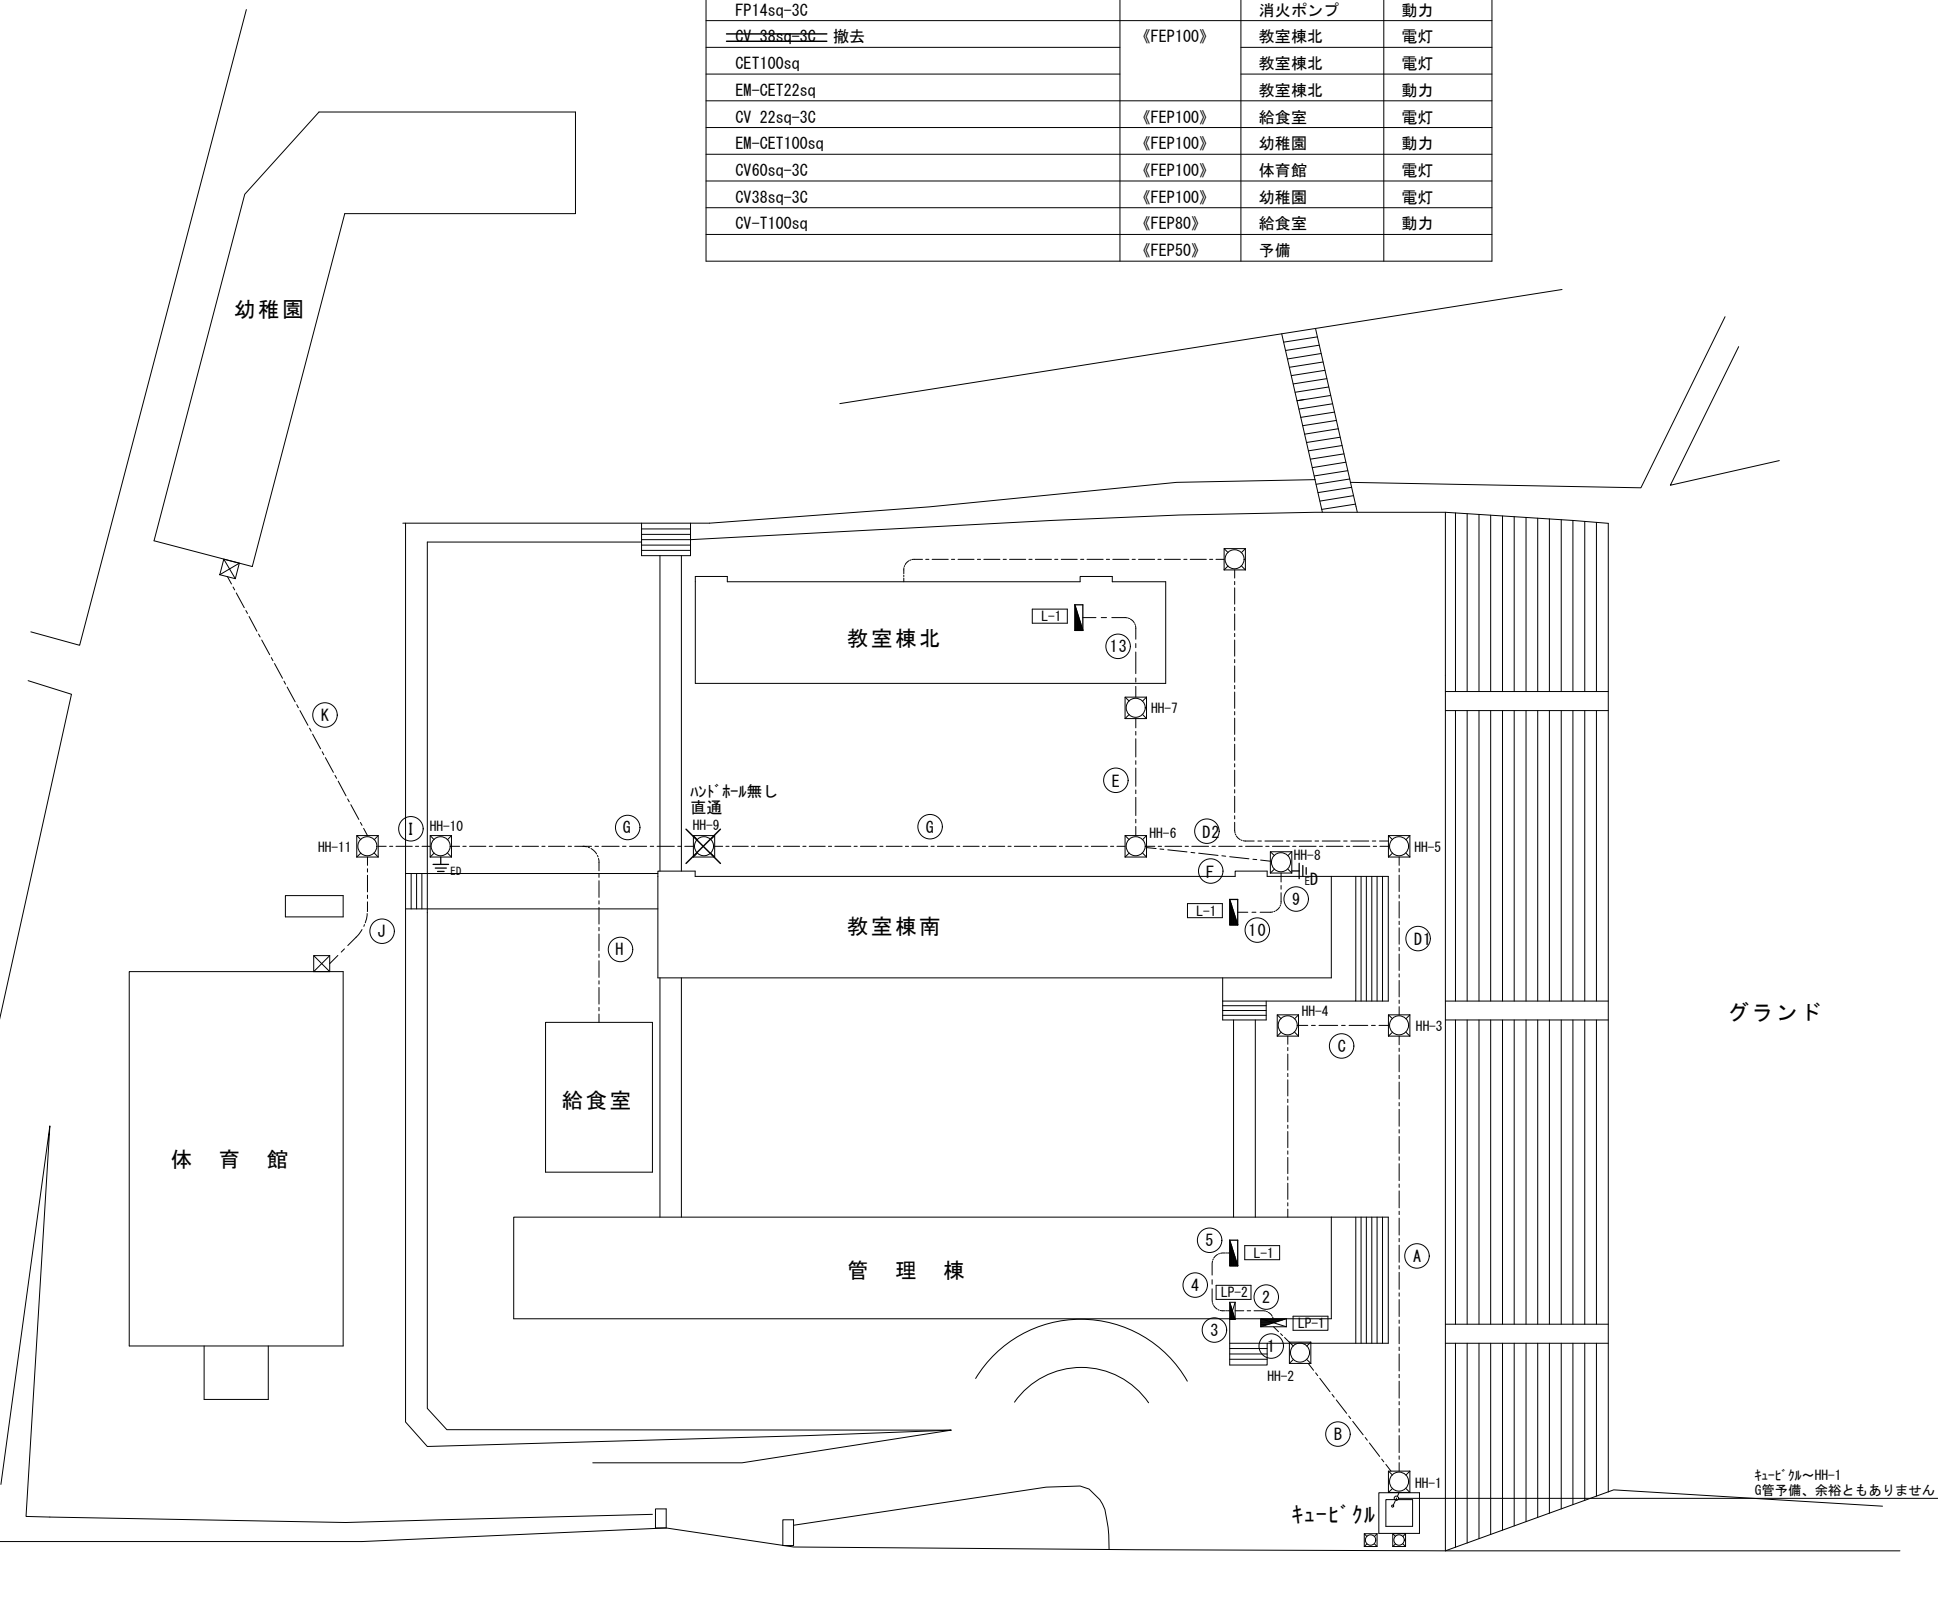 FP14sq-3C 消火ポンプ 動力
CV 38sq-3C 撤去 《FEP100》 教室棟北 電灯
CET100sq 教室棟北 電灯
EM-CET22sq 教室棟北 動力
CV 22sq-3C 《FEP100》 給食室 電灯
EM-CET100sq 《FEP100》 幼稚園 動力
CV60sq-3C 《FEP100》 体育館 電灯
CV38sq-3C 《FEP100》 幼稚園 電灯
CV-T100sq 《FEP80》 給食室 動力
《FEP50》 予備
幼稚園
L-1
教室棟北
13
K
HH-7
E
ﾊﾝﾄﾞﾎｰﾙ無し
直通
I
HH-10
G
HH-9
G
HH-6
D2
HH-11
HH-8
HH-5
ED
F
ED
9
L-1
教室棟南
10
J
H
D1
グランド
HH-4
HH-3
C
給食室
体 育 館
5
L-1
A
管 理 棟
4
LP-2
2
3
LP-1
1
HH-2
B
HH-1
ｷｭｰﾋﾞｸﾙ～HH-1
G管予備、余裕ともありません
ｷｭｰﾋﾞｸﾙ